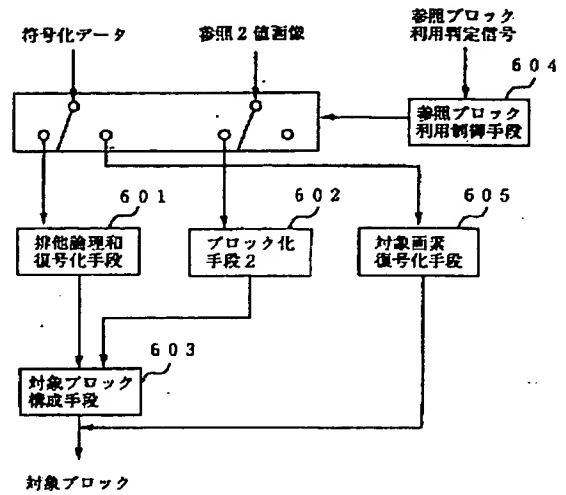 符号化データ
参照2値画像
参照ブロック
利用判定信号
604
参照ブロック
利用制御手段
601
602
605
排他論理和
復号化手段
ブロック化
手段2
対象画素
復号化手段
603
対象ブロック
構成手段
対象ブロック